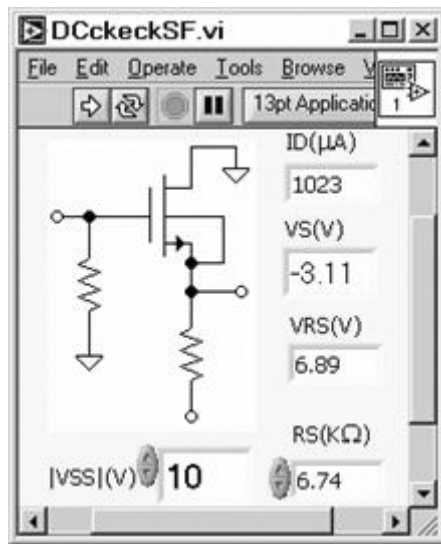 DCckeckSF.vi
File Edit Operate Tools Browse V
13pt Applicatio
1
ID(μA)
1023
VS(V)
-3.11
VRS(V)
6.89
RS(KΩ)
|VSS|(V) 10 6.74